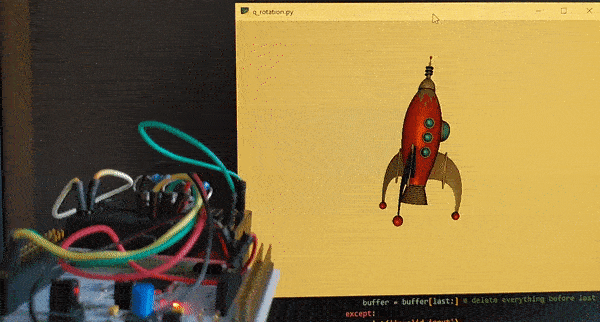 q_rotation.py
buffer = buffer[last:] # delete everything before last
except: